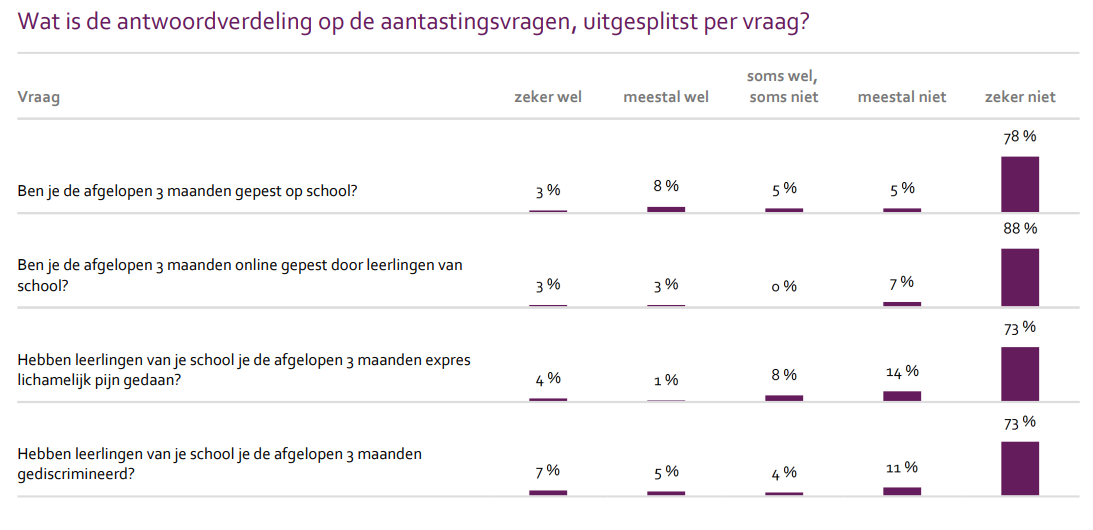 Wat is de antwoordverdeling op de aantastingsvragen, uitgesplitst per vraag?
soms wel,
Vraag zeker wel meestal wel soms niet meestal niet zeker niet
78 %
Ben je de afgelopen 3 maanden gepest op school? 3 % 8 % 5 % 5 %
88 %
Ben je de afgelopen 3 maanden online gepest door leerlingen van
school? 3 % 3 % 0 % 7 %
73 %
Hebben leerlingen van je school je de afgelopen 3 maanden expres
lichamelijk pijn gedaan? 4 % 1 % 8 % 14 %
73 %
Hebben leerlingen van je school je de afgelopen 3 maanden
gediscrimineerd? 7 % 5 % 4 % 11 %